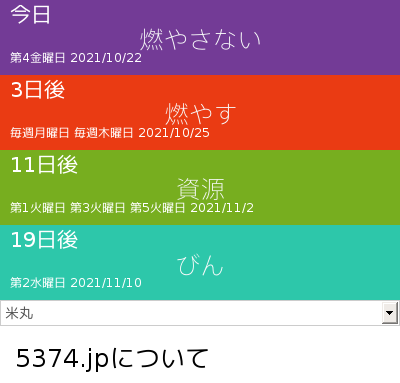 今日
燃やさない
第4金曜日 2021/10/22
3日後
燃やす
毎週月曜日 毎週木曜日 2021/10/25
11日後
資源
第1火曜日 第3火曜日 第5火曜日 2021/11/2
19日後
びん
第2水曜日 2021/11/10
米丸
5374.jpについて